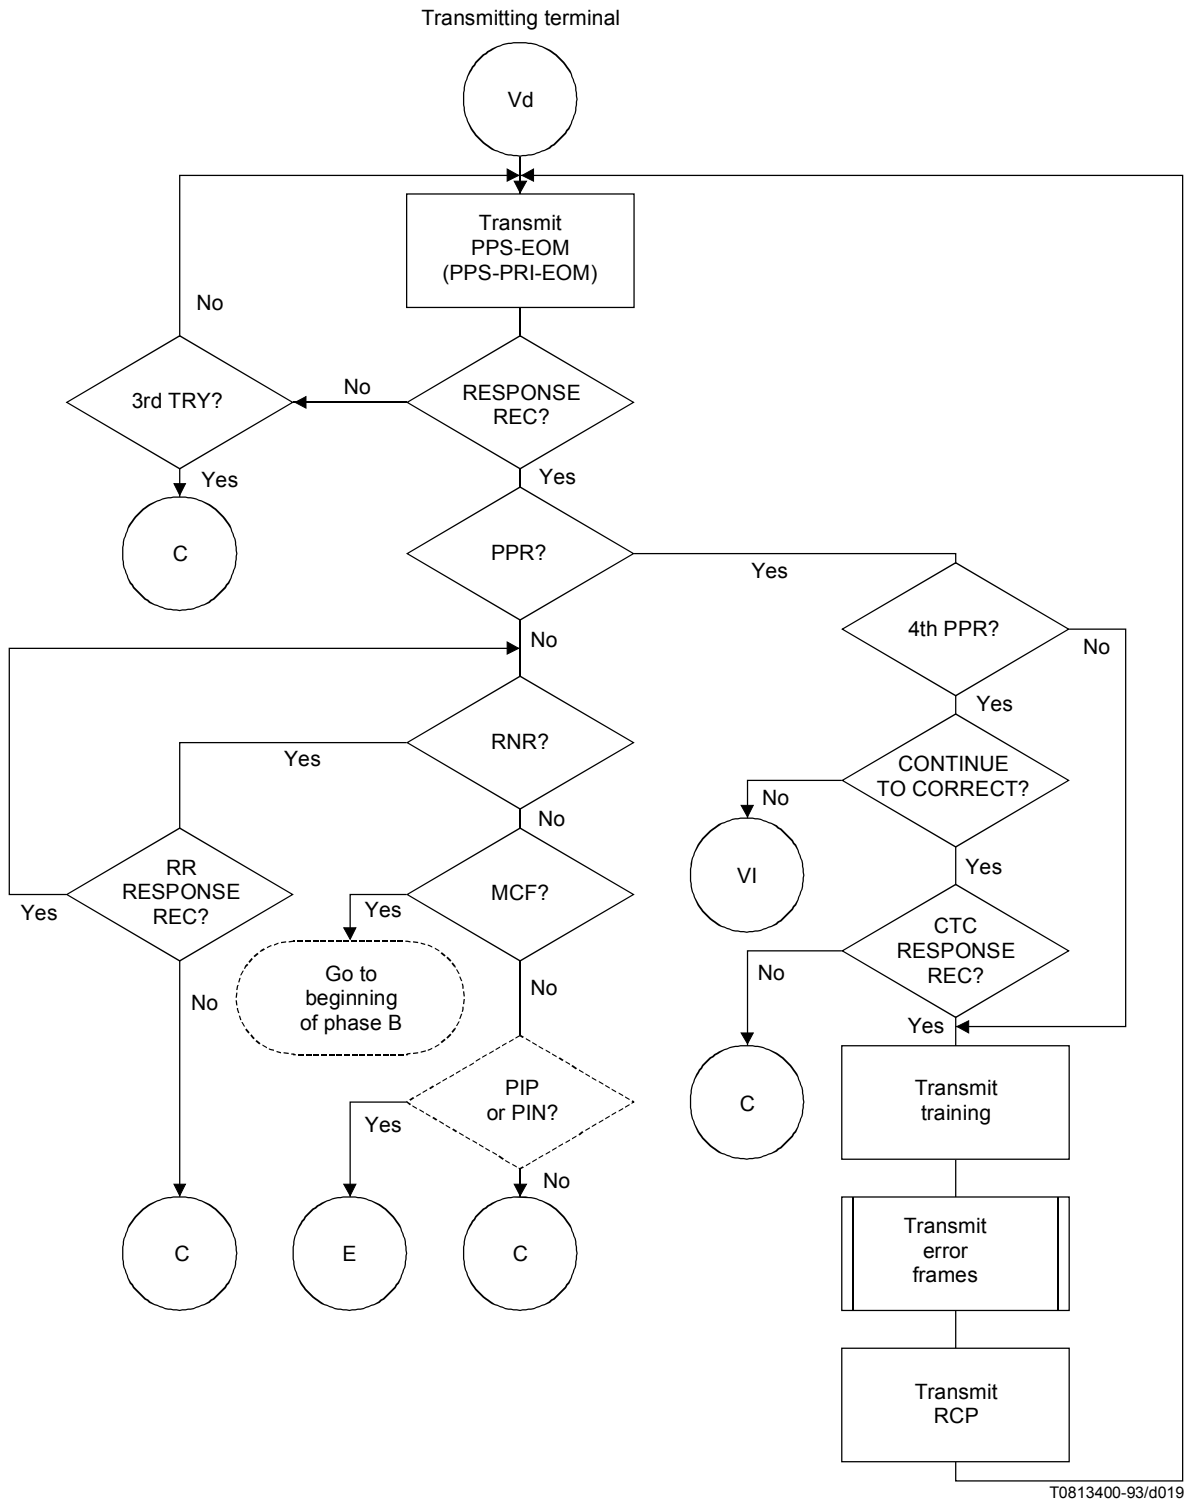 Transmitting terminal
Vd
Transmit
PPS-EOM
(PPS-PRI-EOM)
No
3rd TRY?
No
RESPONSE
REC?
Yes
Yes
C
PPR?
Yes
No
4th PPR?
No
Yes
RNR?
Yes
No
CONTINUE
TO CORRECT?
No
Yes
VI
RR
RESPONSE
REC?
Yes
No
MCF?
Yes
No
Go to
beginning
of phase B
CTC
RESPONSE
REC?
No
Yes
C
PIP
or PIN?
Yes
No
Transmit
training
C
E
C
Transmit
error
frames
Transmit
RCP
T0813400-93/d019